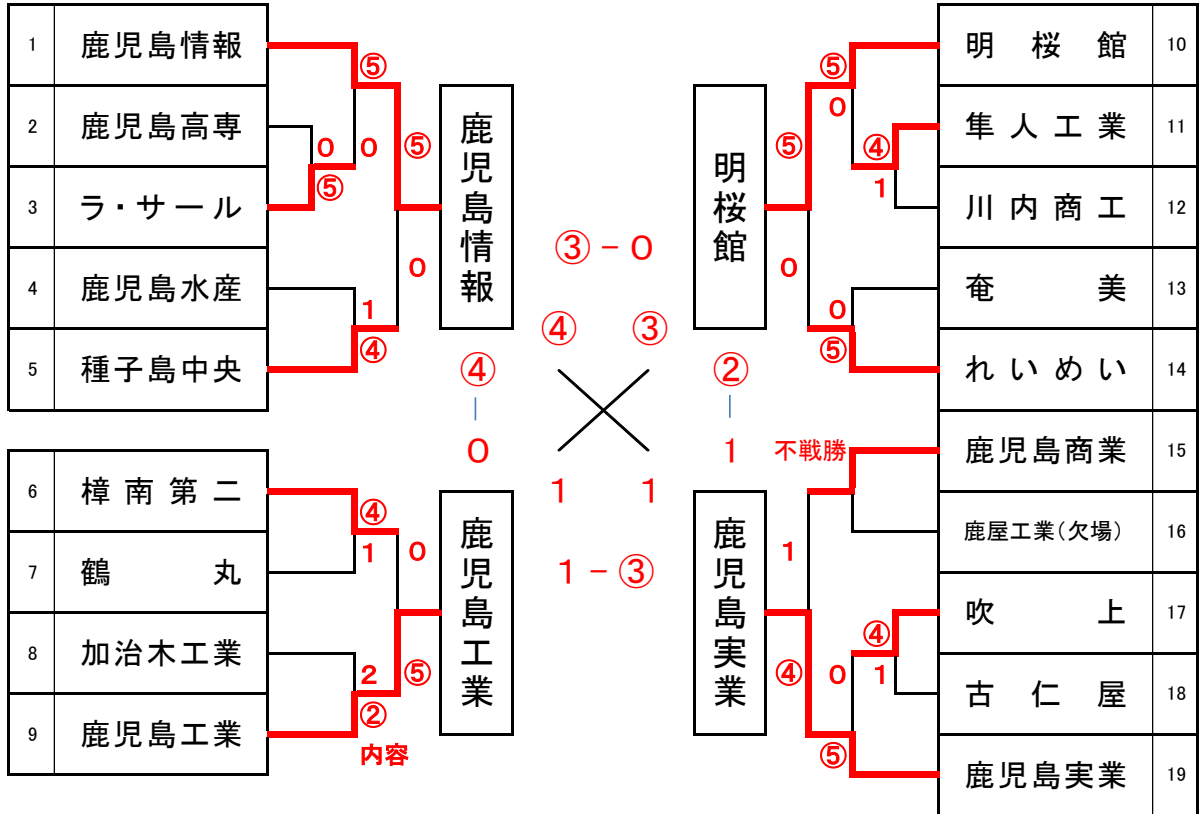 1 鹿児島情報
2 鹿児島高専
3 ラ・サール
4 鹿児島水産
5 種子島中央
6 樟南第二
7 鶴丸
8 加治木工業
9 鹿児島工業
⑤
0 0
⑤
⑤
0
1
④
④
1
0
2
②
⑤
内容
鹿児島情報
鹿児島工業
③-0
④ ③
④
|
0
②
|
1
1 1
1-③
明桜館
鹿児島実業
⑤
0
⑤
④
1
0
0
⑤
不戦勝
1
④
④
0 1
⑤
明桜館 10
隼人工業 11
川内商工 12
奄美 13
れいめい 14
鹿児島商業 15
鹿屋工業(欠場) 16
吹上 17
古仁屋 18
鹿児島実業 19